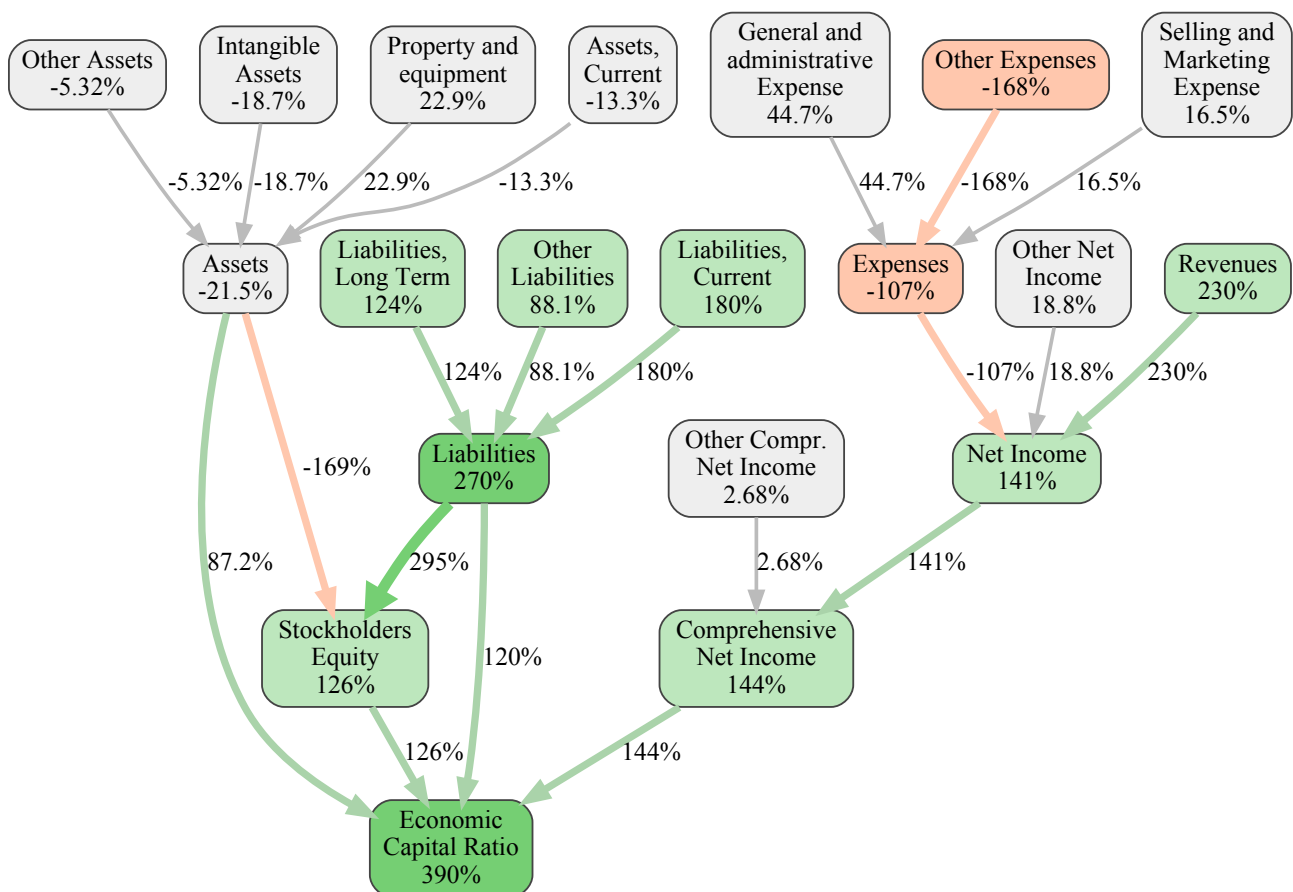 Other Assets
-5.32%
Intangible
Assets
-18.7%
Property and
equipment
22.9%
Assets,
Current
-13.3%
General and
administrative
Expense
44.7%
Other Expenses
-168%
Selling and
Marketing
Expense
16.5%
-5.32%
-18.7%
22.9%
-13.3%
44.7%
-168%
16.5%
Assets
-21.5%
Liabilities,
Long Term
124%
Other
Liabilities
88.1%
Liabilities,
Current
180%
Expenses
-107%
Other Net
Income
18.8%
Revenues
230%
124%
88.1%
180%
-107%
18.8%
230%
-169%
Liabilities
270%
Other Compr.
Net Income
2.68%
Net Income
141%
87.2%
295%
2.68%
141%
Stockholders
Equity
126%
120%
Comprehensive
Net Income
144%
126%
144%
Economic
Capital Ratio
390%